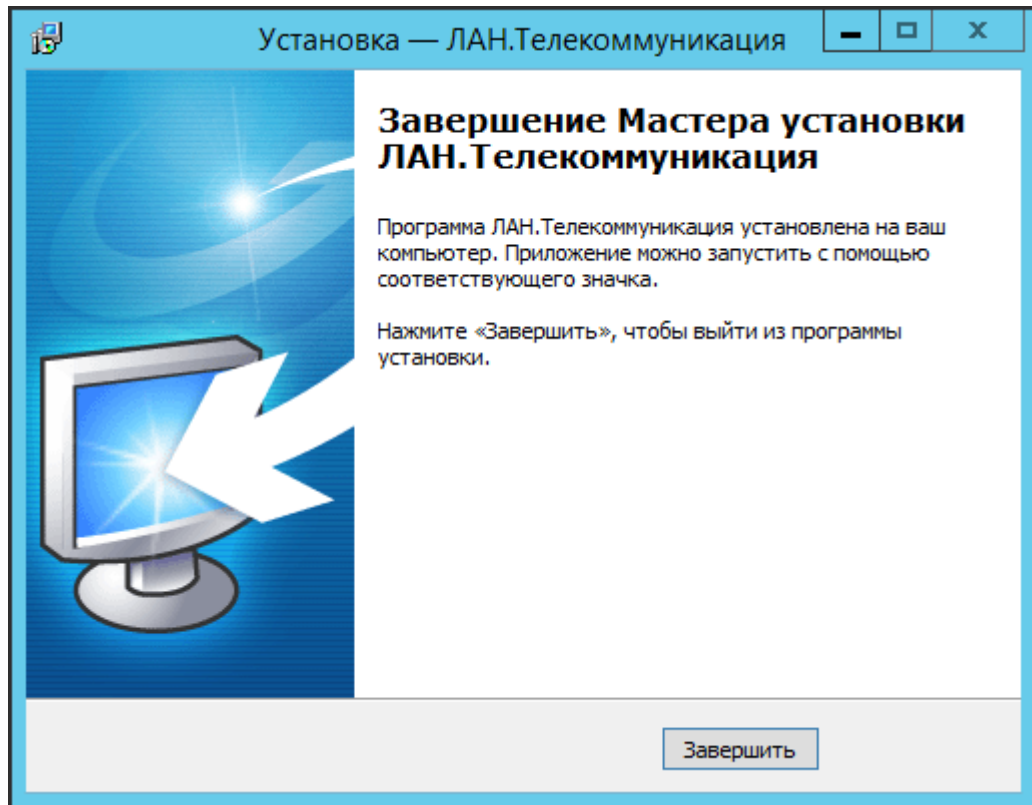 Установка — ЛАН.Телекоммуникация
Завершение Мастера установки
ЛАН.Телекоммуникация
Программа ЛАН.Телекоммуникация установлена на ваш
компьютер. Приложение можно запустить с помощью
соответствующего значка.
Нажмите «Завершить», чтобы выйти из программы
установки.
Завершить